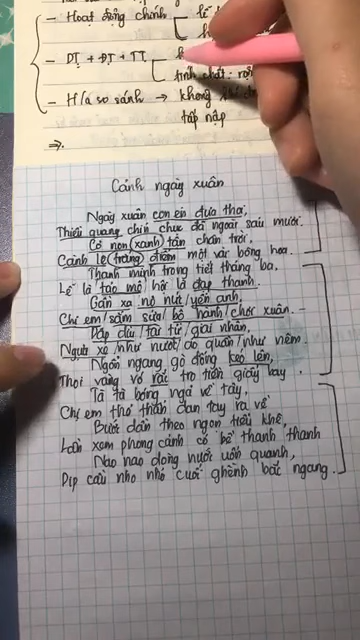 - Hoạt động chính lễ
- DT + ĐT + TT
tính chất:
- H/a so sánh → không khí
tấp nập
⇒.
Cảnh ngày xuân
Ngày xuân con én đưa thoi,
Thiều quang chín chục đã ngoài sáu mươi.
Cỏ non (xanh) tận chân trời,
Cành lê (trắng) điểm một vài bông hoa.
Thanh minh trong tiết tháng ba,
Lễ là tảo mộ, hội là đạp thanh.
Gần xa nô nức/yến anh,
Chị em/sắm sửa/bộ hành/chơi xuân.
Dập dìu/tài tử/giai nhân,
Ngựa xe/như nước/áo quần/như nêm.
Ngổn ngang gò đống kéo lên,
Thoi vàng vó rắc tro tiền giấy bay.
Tà tà bóng ngả về tây,
Chị em thơ thẩn dan tay ra về
Bước dần theo ngọn tiểu khê,
Lần xem phong cảnh có bề thanh thanh
Nao nao dòng nước uốn quanh,
Dịp cầu nho nhỏ cuối ghềnh bắc ngang.